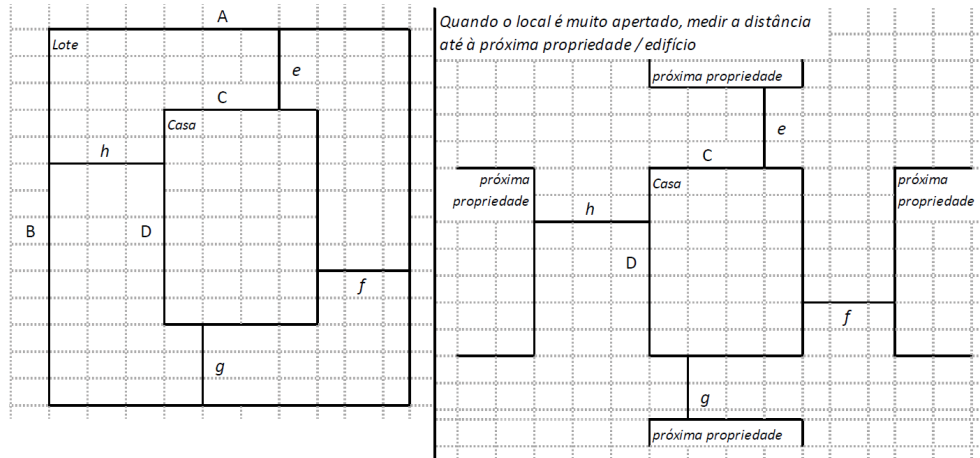 A
Lote
e
C
Casa
h
B
D
f
g
Quando o local é muito apertado, medir a distância
até à próxima propriedade / edifício
próxima propriedade
e
C
próxima
propriedade
Casa
próxima
propriedade
h
D
f
g
próxima propriedade